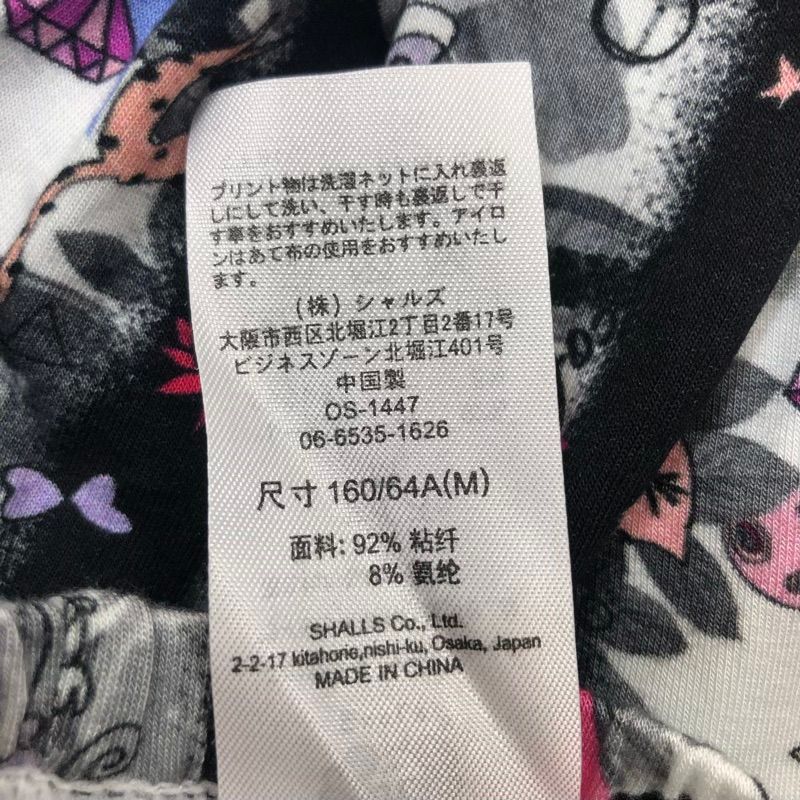 プリント物は洗濯ネットに入れ裏返
しにして洗い、干す時も裏返しで干
す事をおすすめいたします。アイロ
ンはあて布の使用をおすすめいたし
ます。
(株) シャルズ
大阪市西区北堀江2丁目2番17号
ビジネスゾーン北堀江401号
中国製
OS-1447
06-6535-1626
尺寸 160/64A(M)
面料: 92% 粘纤
8% 氨纶
SHALLS Co., Ltd.
2-2-17 kitahorie,nishi-ku, Osaka, Japan
MADE IN CHINA